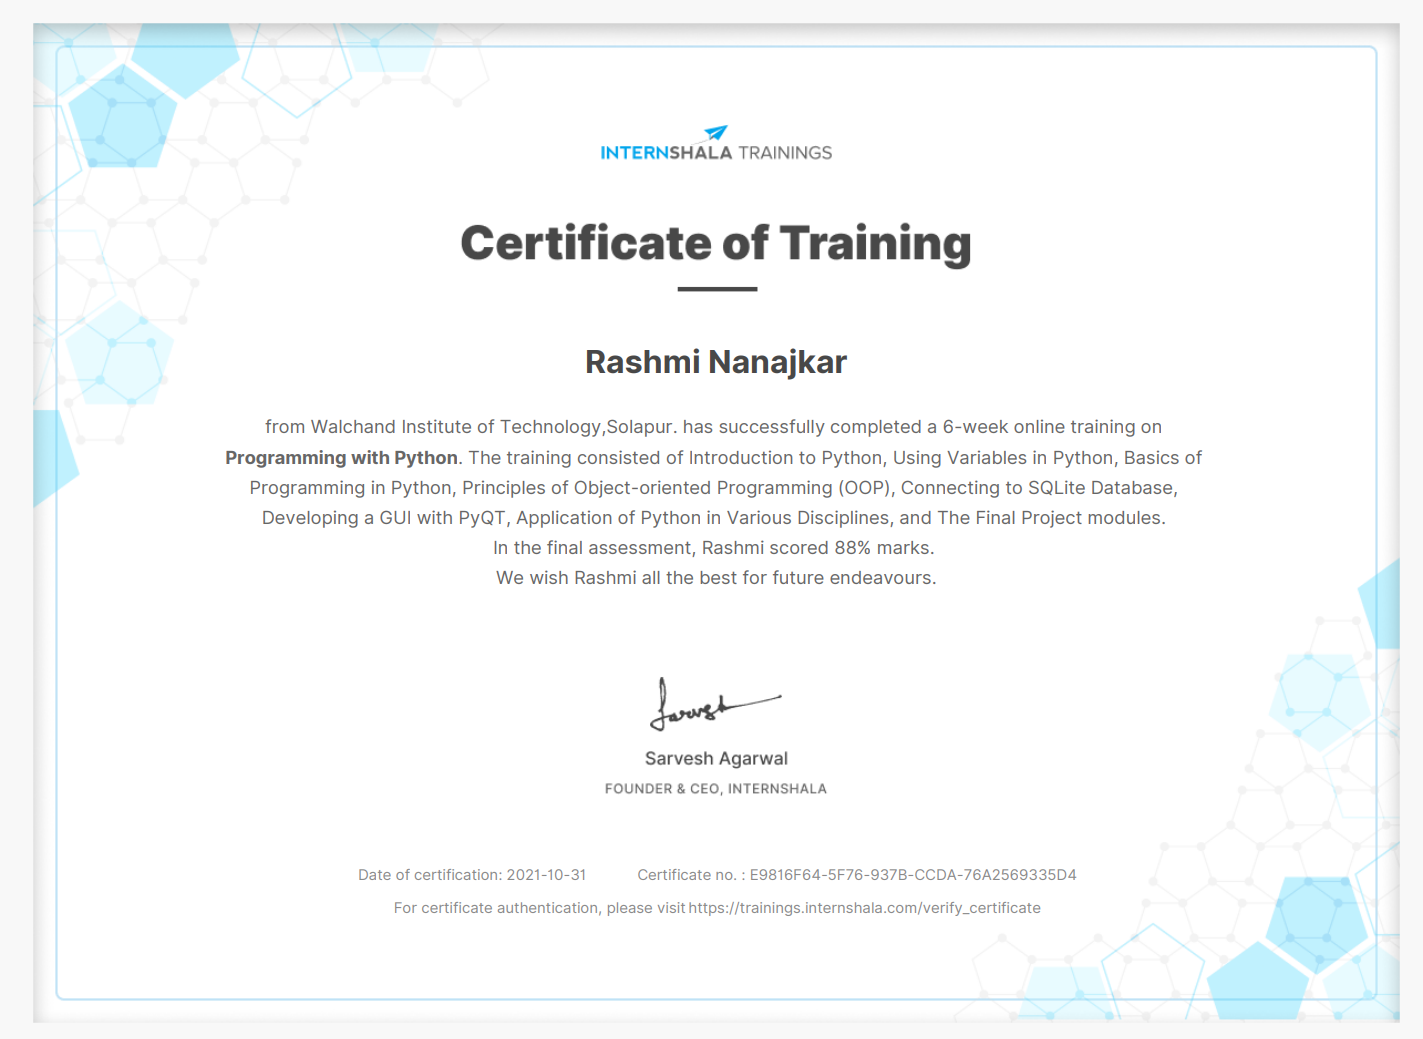 INTERNSHALA TRAININGS
Certificate of Training
Rashmi Nanajkar
from Walchand Institute of Technology,Solapur. has successfully completed a 6-week online training on
Programming with Python. The training consisted of Introduction to Python, Using Variables in Python, Basics of
Programming in Python, Principles of Object-oriented Programming (OOP), Connecting to SQLite Database,
Developing a GUI with PyQT, Application of Python in Various Disciplines, and The Final Project modules.
In the final assessment, Rashmi scored 88% marks.
We wish Rashmi all the best for future endeavours.
Sarvesh
Sarvesh Agarwal
FOUNDER & CEO, INTERNSHALA
Date of certification: 2021-10-31 Certificate no. : E9816F64-5F76-937B-CCDA-76A2569335D4
For certificate authentication, please visit https://trainings.internshala.com/verify_certificate